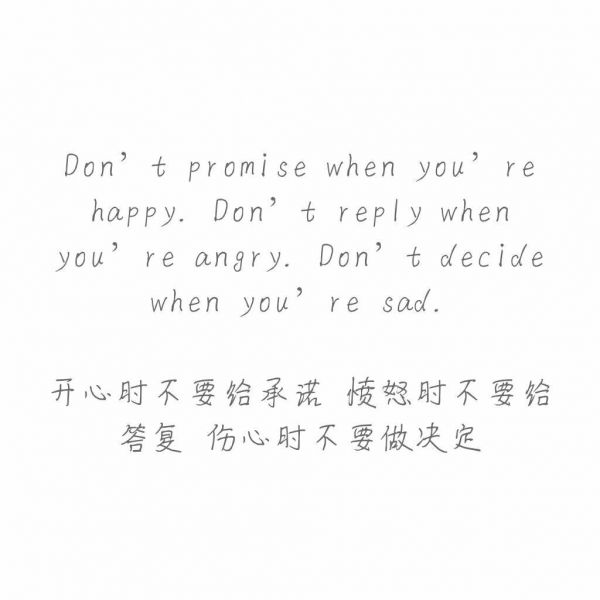 Don’t promise when you’re
happy. Don’t reply when
you’re angry. Don’t decide
when you’re sad.
开心时不要给承诺 愤怒时不要给
答复 伤心时不要做决定